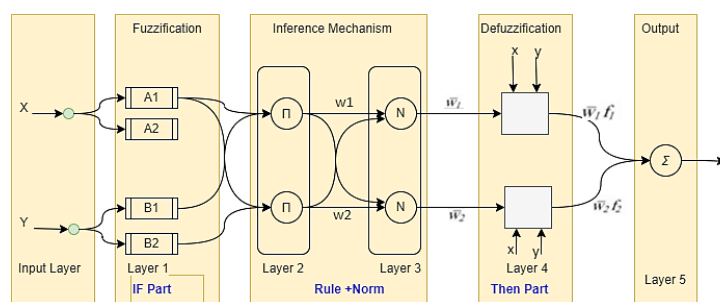 Fuzzification
Inference Mechanism
Defuzzification
Output
x y
X
A1
A2
Π
w1
N
w̅₁
w̅₁ f₁
Σ
Y
B1
B2
Π
w2
N
w̅₂
w̅₂ f₂
x y
Input Layer
Layer 1
Layer 2
Layer 3
Layer 4
Layer 5
IF Part
Rule +Norm
Then Part